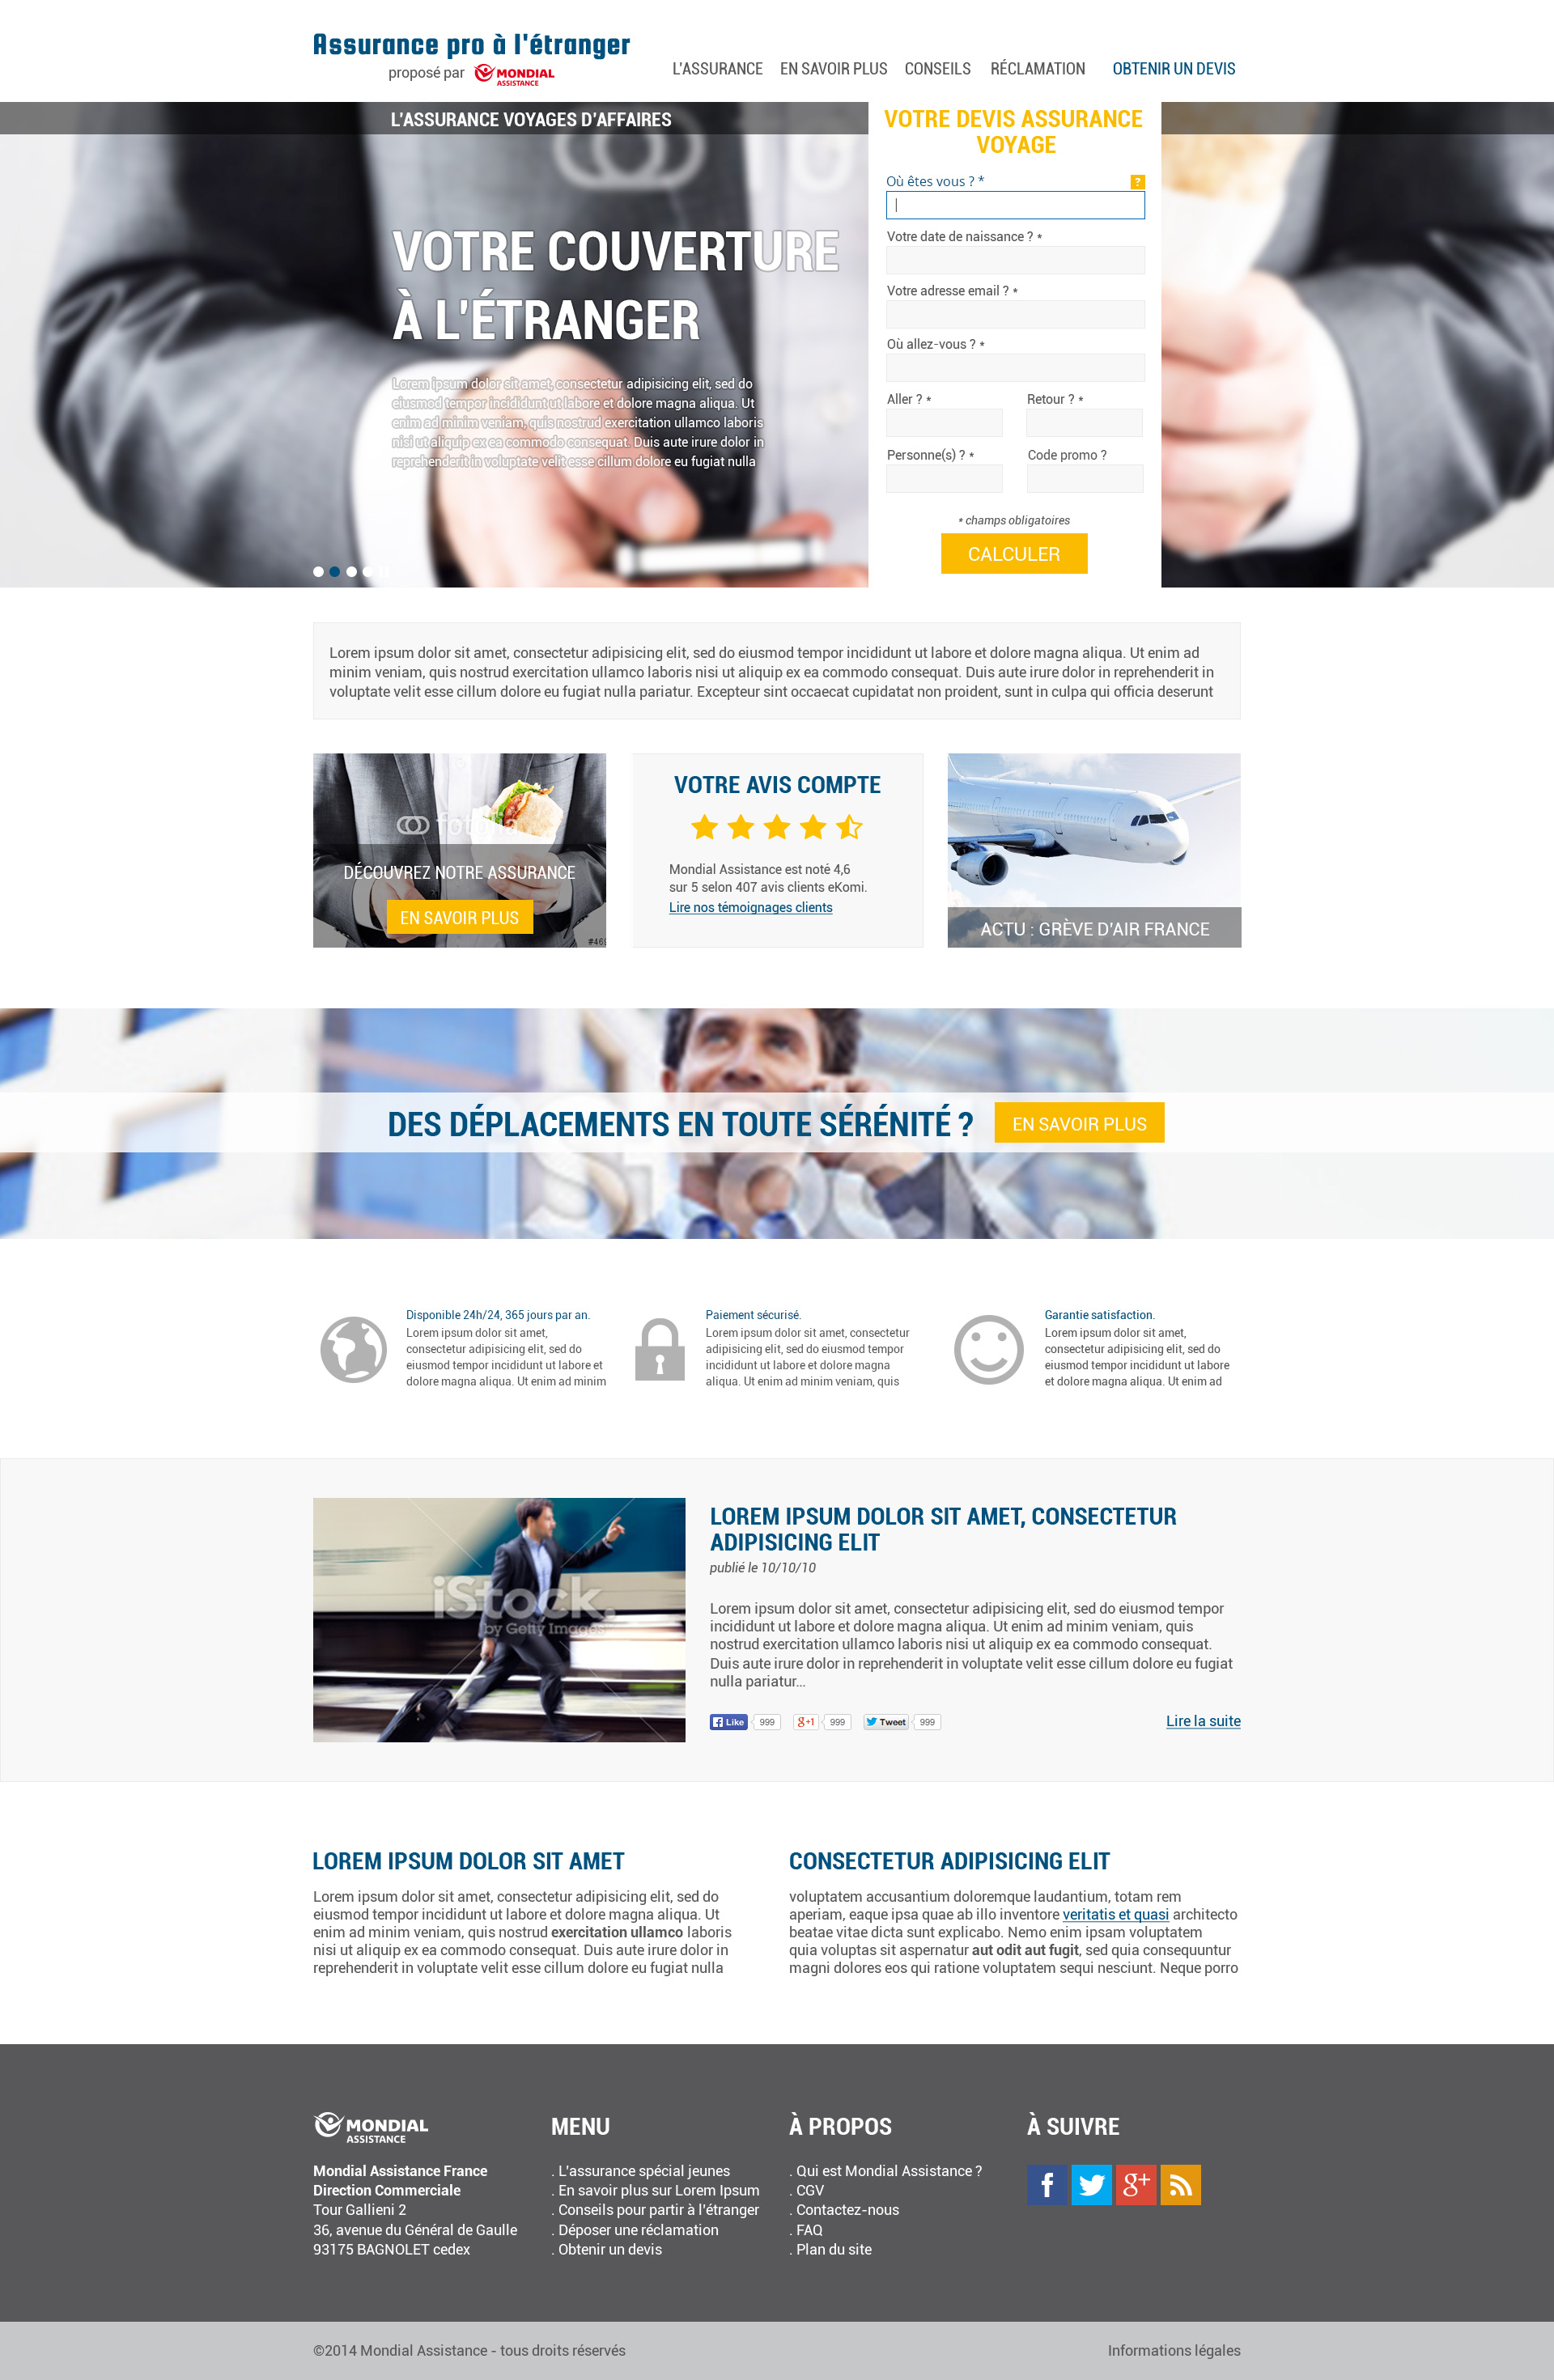 Assurance pro à l'étranger
proposé par MONDIAL
ASSISTANCE
L'ASSURANCE EN SAVOIR PLUS CONSEILS RÉCLAMATION OBTENIR UN DEVIS
L'ASSURANCE VOYAGES D'AFFAIRES
VOTRE COUVERTURE
À L'ÉTRANGER
Lorem ipsum dolor sit amet, consectetur adipisicing elit, sed do
eiusmod tempor incididunt ut labore et dolore magna aliqua. Ut
enim ad minim veniam, quis nostrud exercitation ullamco laboris
nisi ut aliquip ex ea commodo consequat. Duis aute irure dolor in
reprehenderit in voluptate velit esse cillum dolore eu fugiat nulla
VOTRE DEVIS ASSURANCE
VOYAGE
Où êtes vous ? * ?
Votre date de naissance ? *
Votre adresse email ? *
Où allez-vous ? *
Aller ? * Retour ? *
Personne(s) ? * Code promo ?
* champs obligatoires
CALCULER
Lorem ipsum dolor sit amet, consectetur adipisicing elit, sed do eiusmod tempor incididunt ut labore et dolore magna aliqua. Ut enim ad
minim veniam, quis nostrud exercitation ullamco laboris nisi ut aliquip ex ea commodo consequat. Duis aute irure dolor in reprehenderit in
voluptate velit esse cillum dolore eu fugiat nulla pariatur. Excepteur sint occaecat cupidatat non proident, sunt in culpa qui officia deserunt
DÉCOUVREZ NOTRE ASSURANCE
EN SAVOIR PLUS
VOTRE AVIS COMPTE
Mondial Assistance est noté 4,6
sur 5 selon 407 avis clients eKomi.
Lire nos témoignages clients
ACTU : GRÈVE D'AIR FRANCE
DES DÉPLACEMENTS EN TOUTE SÉRÉNITÉ ? EN SAVOIR PLUS
iStock.
Disponible 24h/24, 365 jours par an.
Lorem ipsum dolor sit amet,
consectetur adipisicing elit, sed do
eiusmod tempor incididunt ut labore et
dolore magna aliqua. Ut enim ad minim
Paiement sécurisé.
Lorem ipsum dolor sit amet, consectetur
adipisicing elit, sed do eiusmod tempor
incididunt ut labore et dolore magna
aliqua. Ut enim ad minim veniam, quis
Garantie satisfaction.
Lorem ipsum dolor sit amet,
consectetur adipisicing elit, sed do
eiusmod tempor incididunt ut labore
et dolore magna aliqua. Ut enim ad
iStock.
by Getty Images
LOREM IPSUM DOLOR SIT AMET, CONSECTETUR
ADIPISICING ELIT
publié le 10/10/10
Lorem ipsum dolor sit amet, consectetur adipisicing elit, sed do eiusmod tempor
incididunt ut labore et dolore magna aliqua. Ut enim ad minim veniam, quis
nostrud exercitation ullamco laboris nisi ut aliquip ex ea commodo consequat.
Duis aute irure dolor in reprehenderit in voluptate velit esse cillum dolore eu fugiat
nulla pariatur...
Like 999 g+1 999 Tweet 999 Lire la suite
LOREM IPSUM DOLOR SIT AMET
Lorem ipsum dolor sit amet, consectetur adipisicing elit, sed do
eiusmod tempor incididunt ut labore et dolore magna aliqua. Ut
enim ad minim veniam, quis nostrud exercitation ullamco laboris
nisi ut aliquip ex ea commodo consequat. Duis aute irure dolor in
reprehenderit in voluptate velit esse cillum dolore eu fugiat nulla
CONSECTETUR ADIPISICING ELIT
voluptatem accusantium doloremque laudantium, totam rem
aperiam, eaque ipsa quae ab illo inventore veritatis et quasi architecto
beatae vitae dicta sunt explicabo. Nemo enim ipsam voluptatem
quia voluptas sit aspernatur aut odit aut fugit, sed quia consequuntur
magni dolores eos qui ratione voluptatem sequi nesciunt. Neque porro
MONDIAL
ASSISTANCE
Mondial Assistance France
Direction Commerciale
Tour Gallieni 2
36, avenue du Général de Gaulle
93175 BAGNOLET cedex
MENU
. L'assurance spécial jeunes
. En savoir plus sur Lorem Ipsum
. Conseils pour partir à l'étranger
. Déposer une réclamation
. Obtenir un devis
À PROPOS
. Qui est Mondial Assistance ?
. CGV
. Contactez-nous
. FAQ
. Plan du site
À SUIVRE
f g+
©2014 Mondial Assistance - tous droits réservés Informations légales